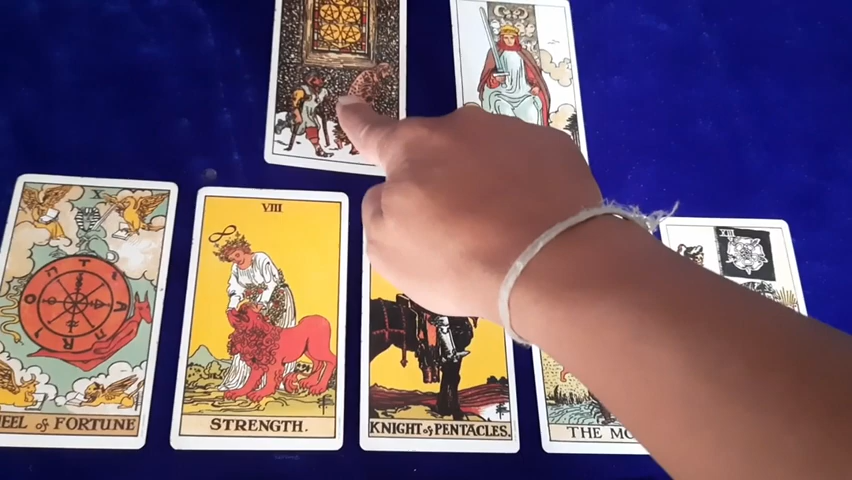 X
VIII
XIII
EEL of FORTUNE
STRENGTH.
KNIGHT of PENTACLES.
THE MO